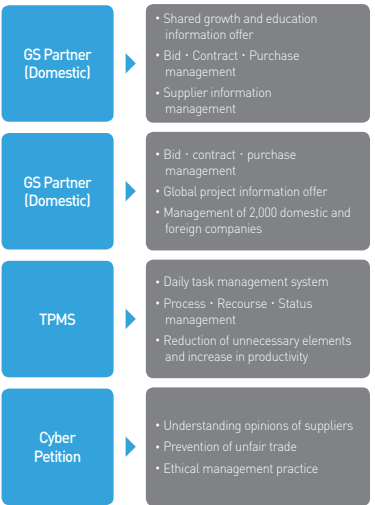 GS Partner
(Domestic)
• Shared growth and education
information offer
• Bid · Contract · Purchase
management
• Supplier information
management
GS Partner
(Domestic)
• Bid · contract · purchase
management
• Global project information offer
• Management of 2,000 domestic and
foreign companies
TPMS
• Daily task management system
• Process · Recourse · Status
management
• Reduction of unnecessary elements
and increase in productivity
Cyber
Petition
• Understanding opinions of suppliers
• Prevention of unfair trade
• Ethical management practice